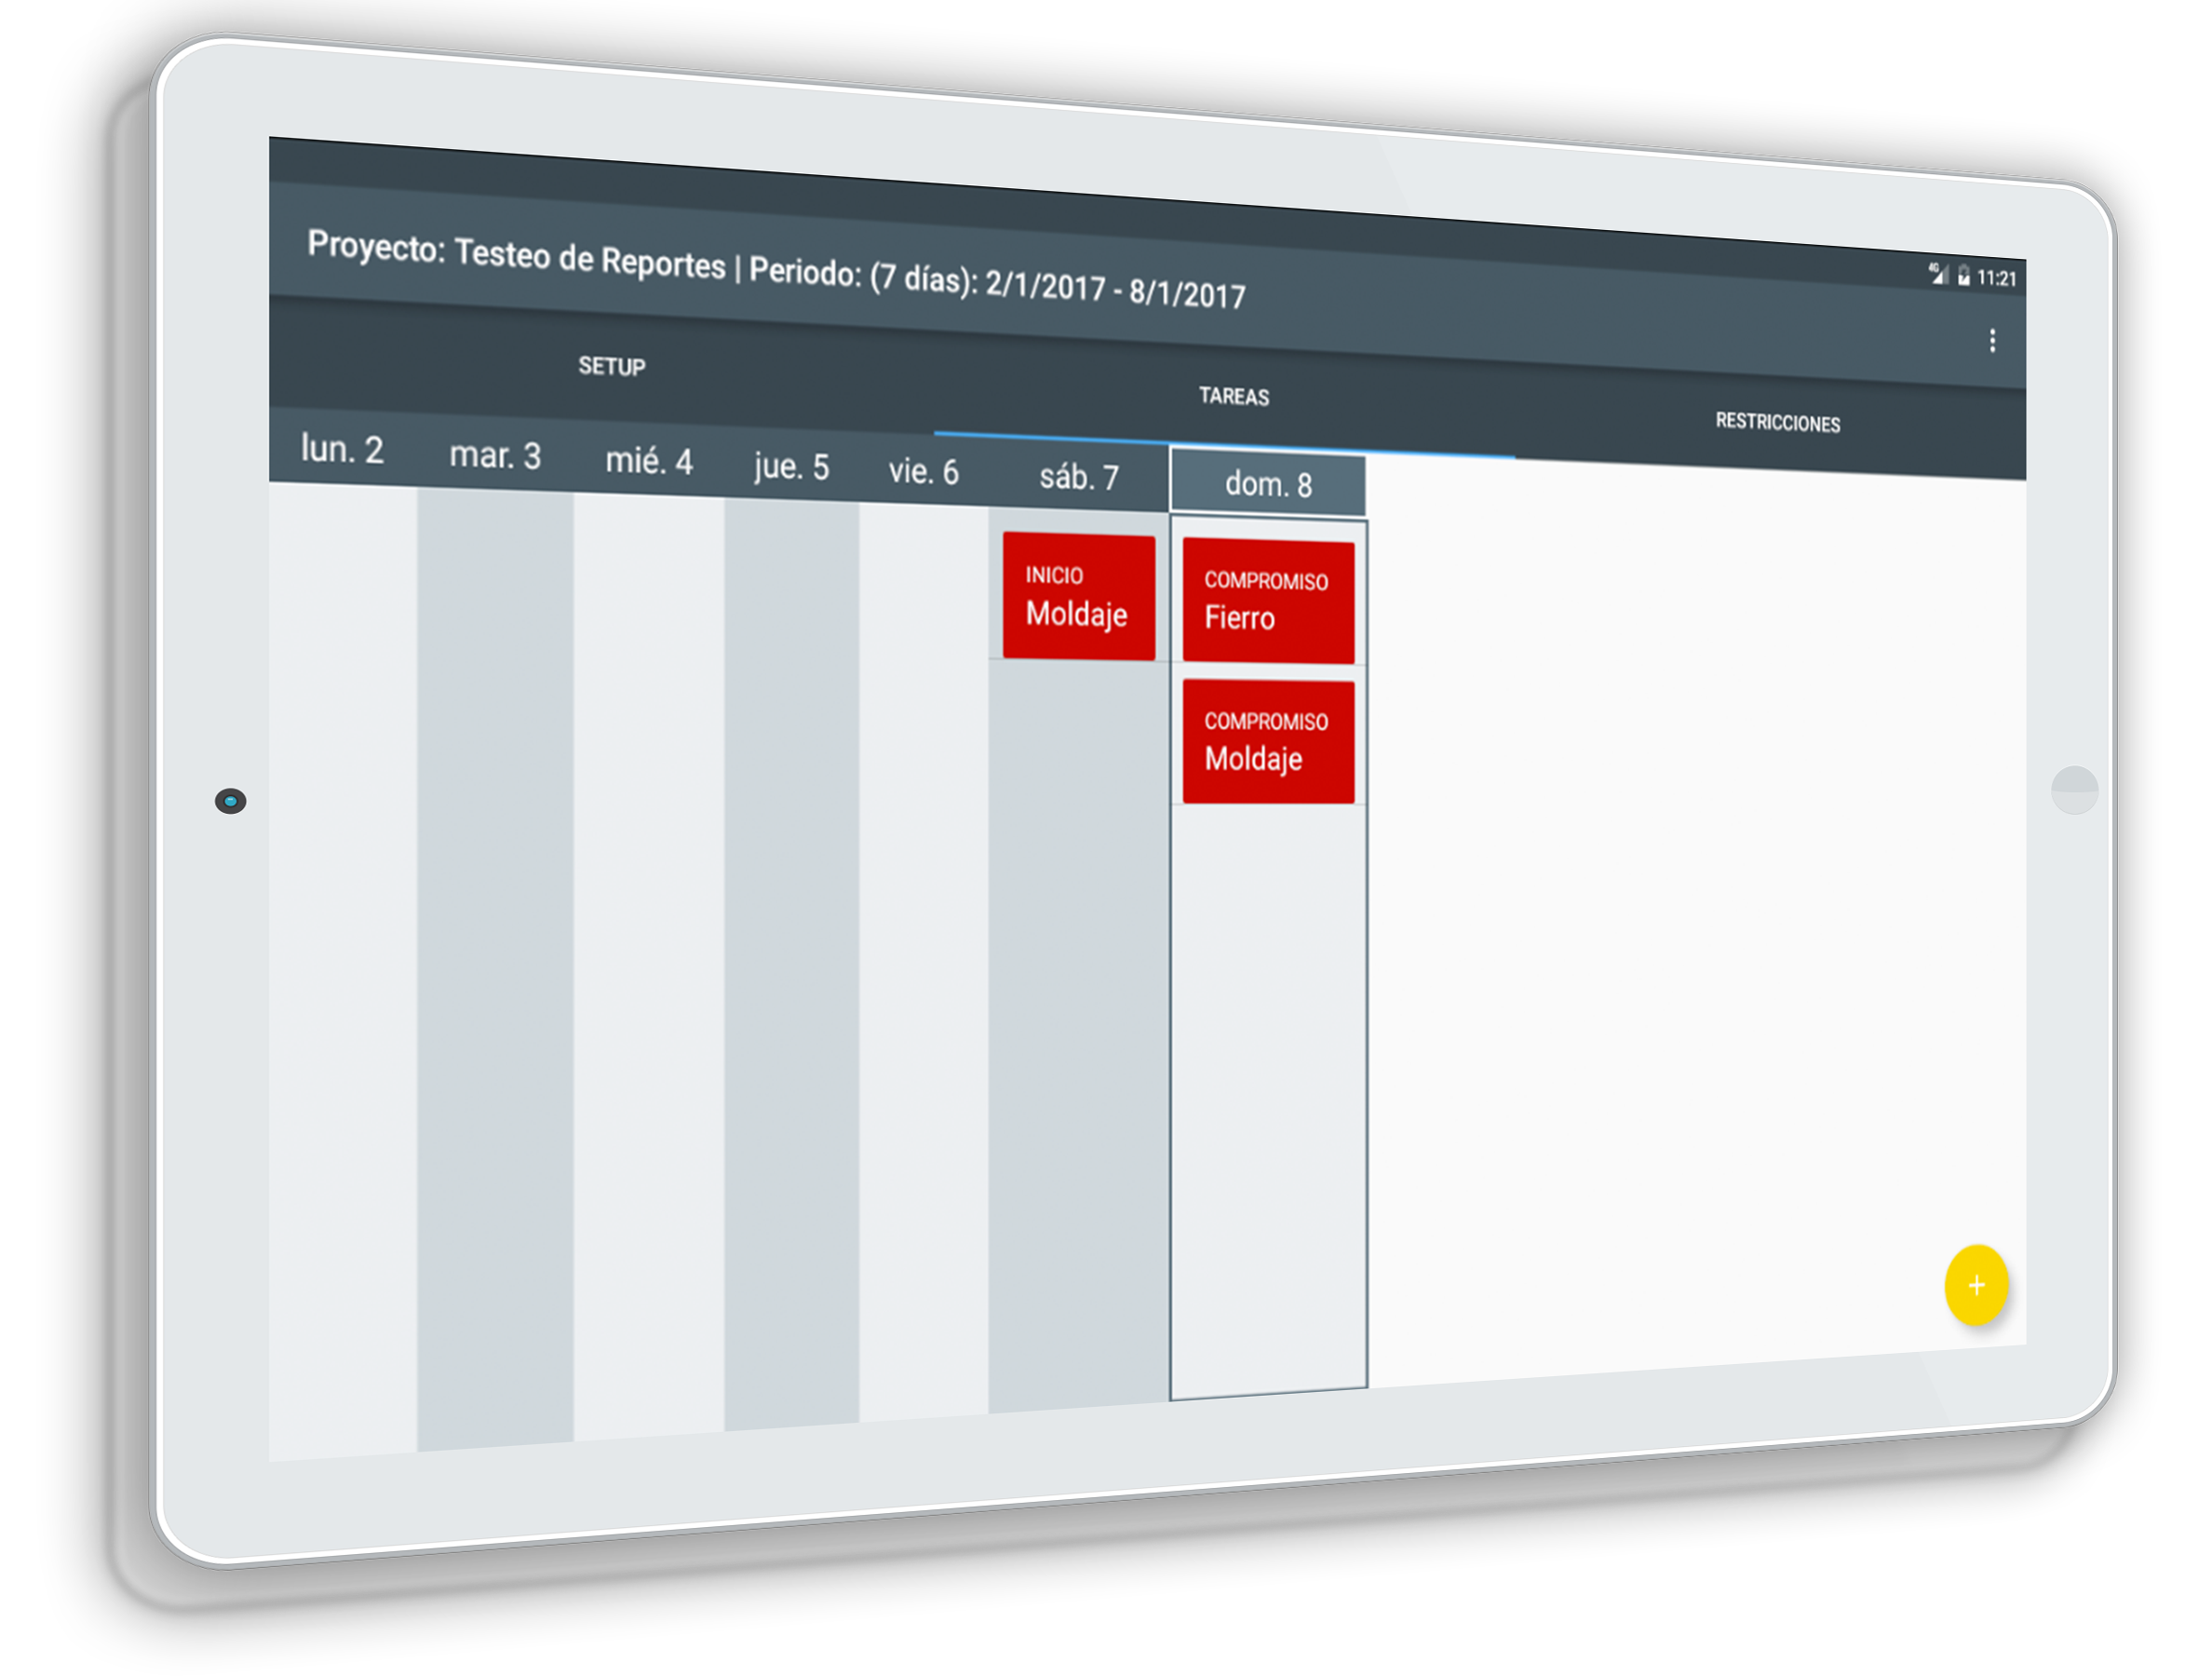 4G 11:21
Proyecto: Testeo de Reportes | Periodo: (7 días): 2/1/2017 - 8/1/2017
SETUP TAREAS RESTRICCIONES
lun. 2 mar. 3 mié. 4 jue. 5 vie. 6 sáb. 7 dom. 8
INICIO
Moldaje
COMPROMISO
Fierro
COMPROMISO
Moldaje
+